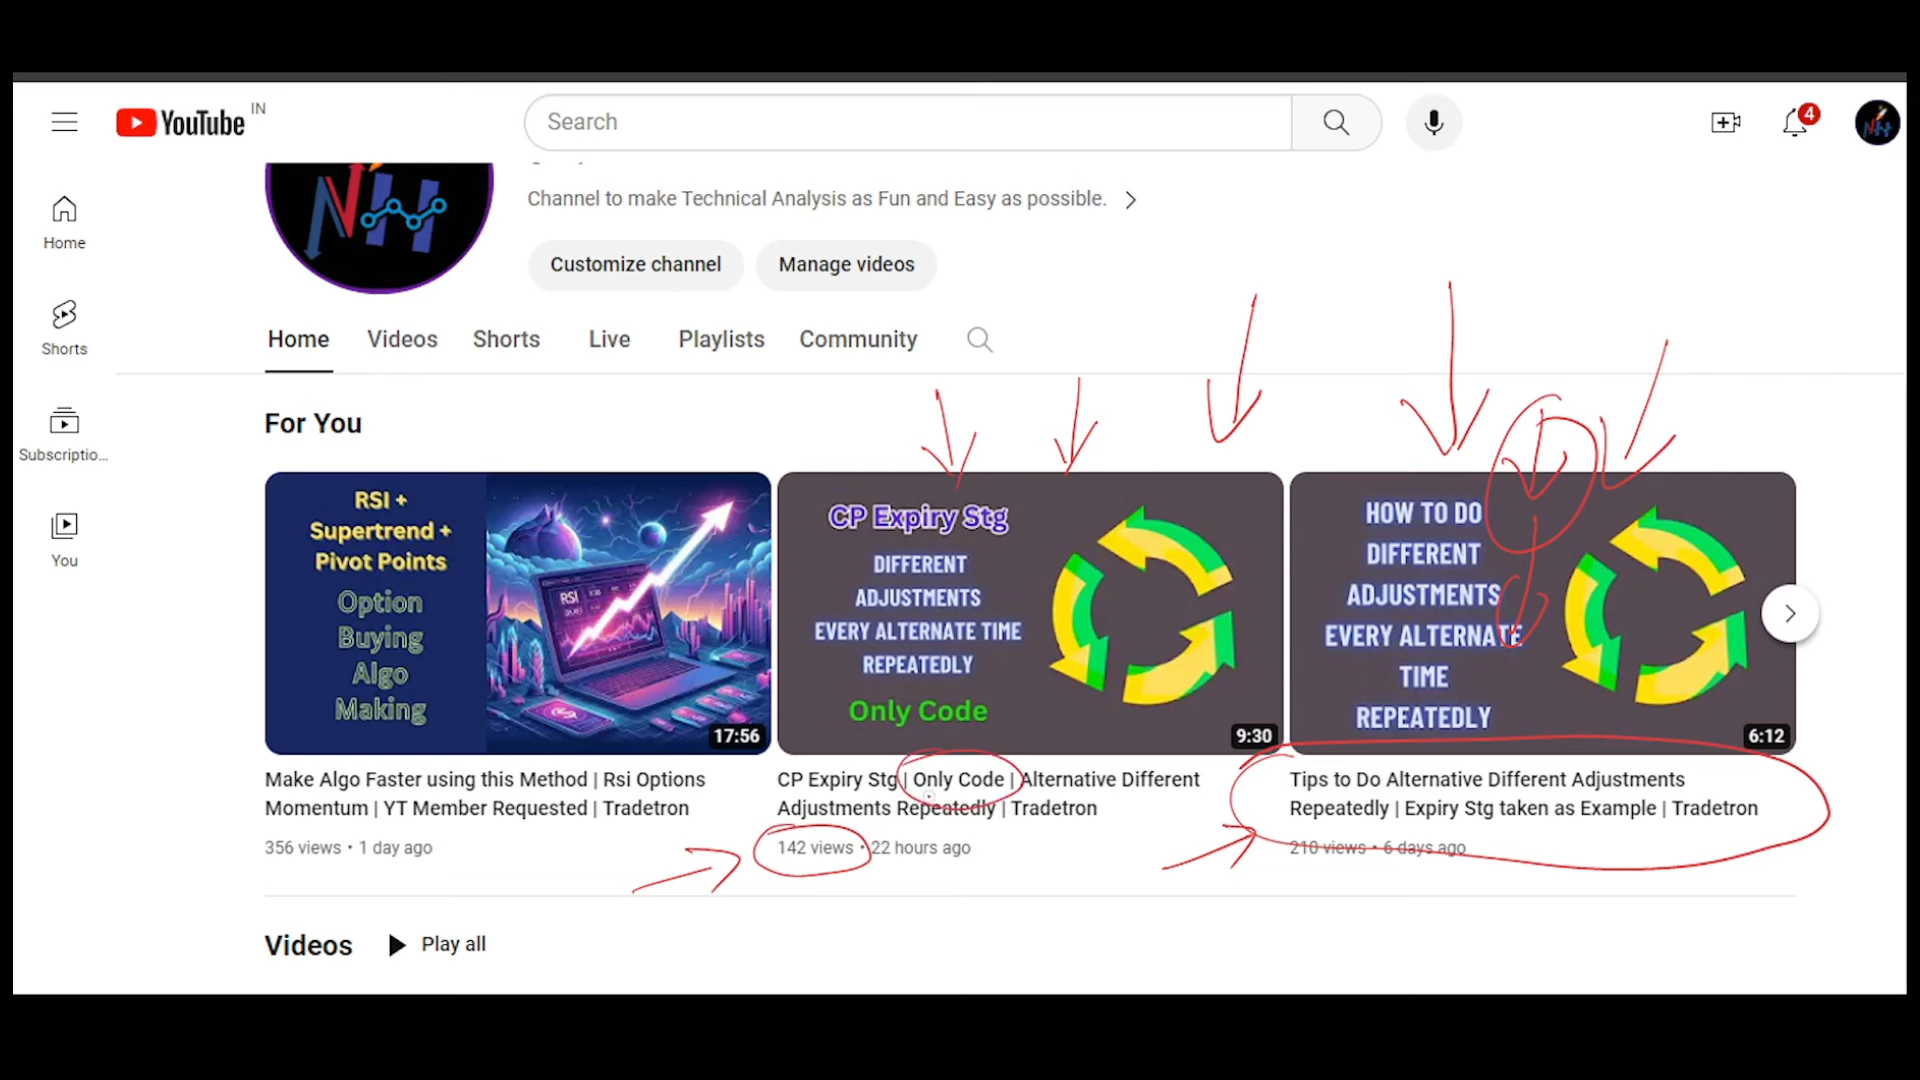 YouTube IN
Search
4
NH
Channel to make Technical Analysis as Fun and Easy as possible.
Customize channel
Manage videos
Home
Shorts
Subscriptio...
You
Home Videos Shorts Live Playlists Community
For You
RSI +
Supertrend +
Pivot Points
Option
Buying
Algo
Making
RSI
17:56
Make Algo Faster using this Method | Rsi Options
Momentum | YT Member Requested | Tradetron
356 views • 1 day ago
CP Expiry Stg
DIFFERENT
ADJUSTMENTS
EVERY ALTERNATE TIME
REPEATEDLY
Only Code
9:30
CP Expiry Stg | Only Code | Alternative Different
Adjustments Repeatedly | Tradetron
142 views • 22 hours ago
HOW TO DO
DIFFERENT
ADJUSTMENTS
EVERY ALTERNATE
TIME
REPEATEDLY
6:12
Tips to Do Alternative Different Adjustments
Repeatedly | Expiry Stg taken as Example | Tradetron
210 views • 6 days ago
Videos
Play all